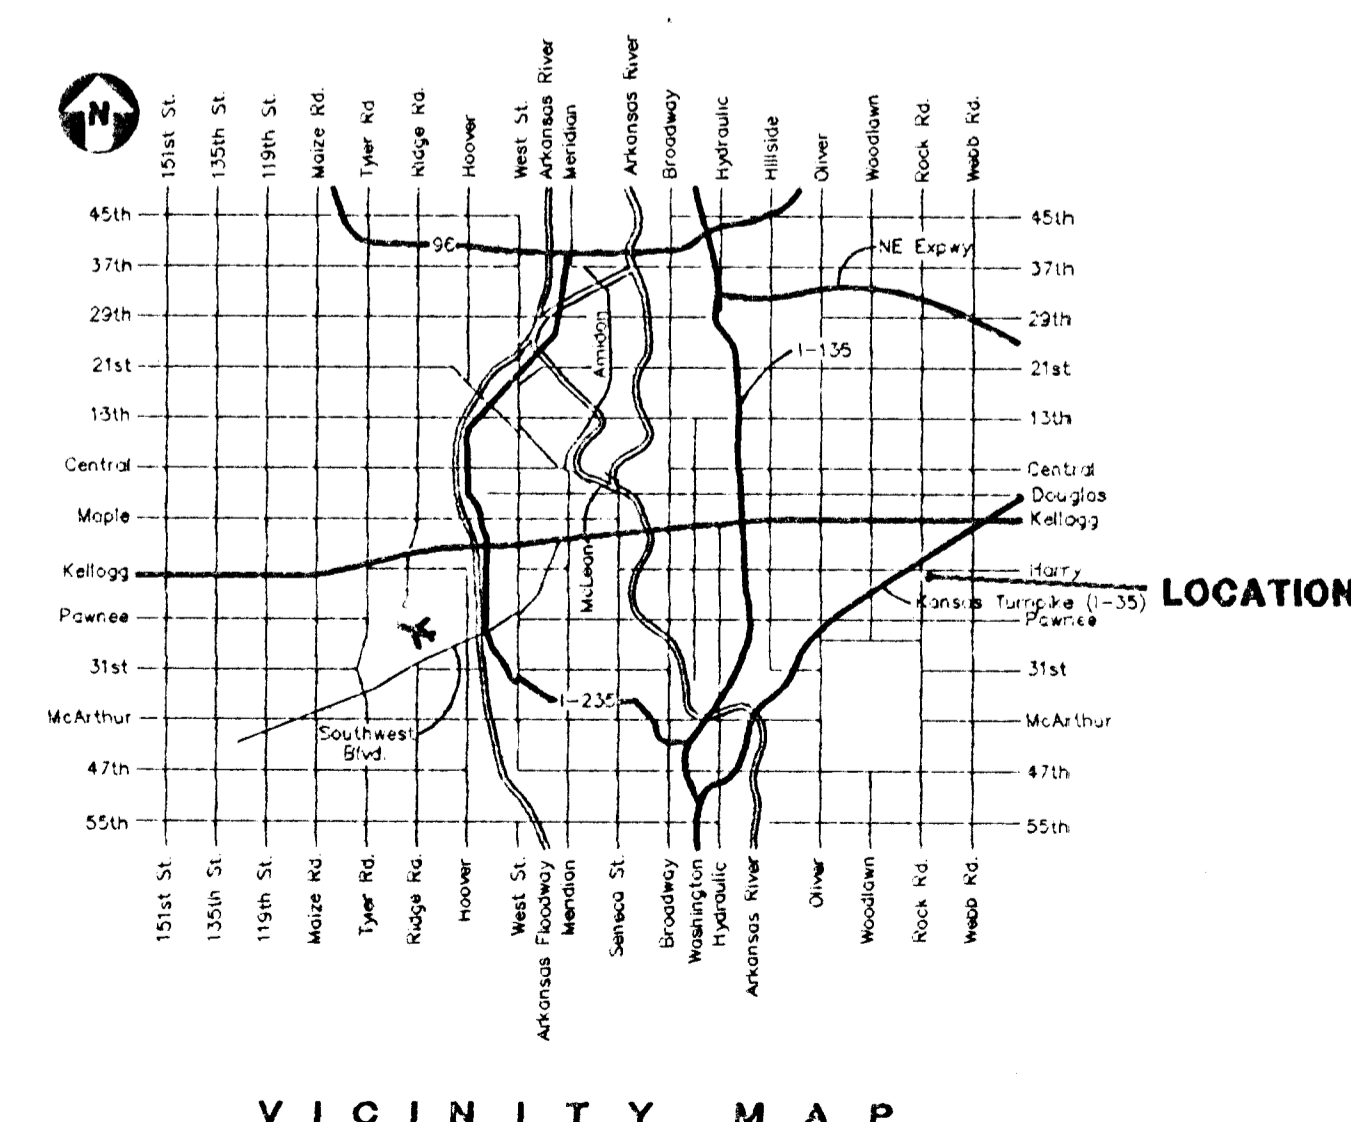 N
151st St.
135th St.
119th St.
Maize Rd.
Tyler Rd
Ridge Rd.
Hoover
West St.
Arkansas River
Meridian
Arkansas River
Broadway
Hydraulic
Hillside
Oliver
Woodlawn
Rock Rd.
Webb Rd.
45th
45th
96
NE Expwy
37th
37th
29th
29th
Amidon
I-135
21st
21st
13th
13th
Central
Central
Douglas
Maple
Kellogg
McLean
Kellogg
Harry
LOCATION
Kansas Turnpike (I-35)
Pawnee
Pawnee
31st
31st
I-235
McArthur
McArthur
Southwest
Blvd.
47th
47th
55th
55th
151st St.
135th St.
119th St.
Maize Rd.
Tyler Rd.
Ridge Rd.
Hoover
West St.
Arkansas Floodway
Meridian
Seneca St.
Broadway
Washington
Hydraulic
Arkansas River
Oliver
Woodlawn
Rock Rd.
Webb Rd.
VICINITY MAP